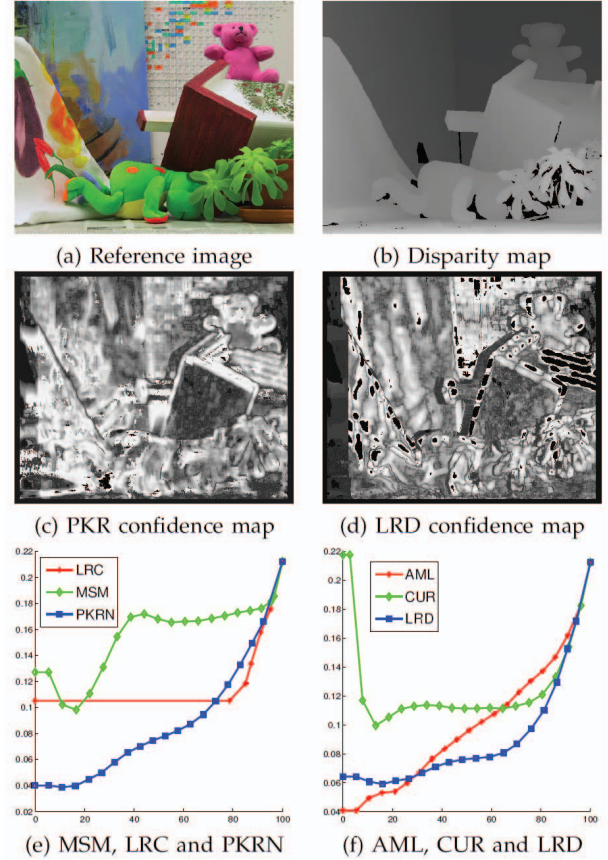 (a) Reference image
(b) Disparity map
(c) PKR confidence map
(d) LRD confidence map
0.22
0.2
0.18
0.16
0.14
0.12
0.1
0.08
0.06
0.04
0.02
LRC
MSM
PKRN
0
20
40
60
80
100
0.22
0.2
0.18
0.16
0.14
0.12
0.1
0.08
0.06
0.04
AML
CUR
LRD
0
20
40
60
80
100
(e) MSM, LRC and PKRN
(f) AML, CUR and LRD